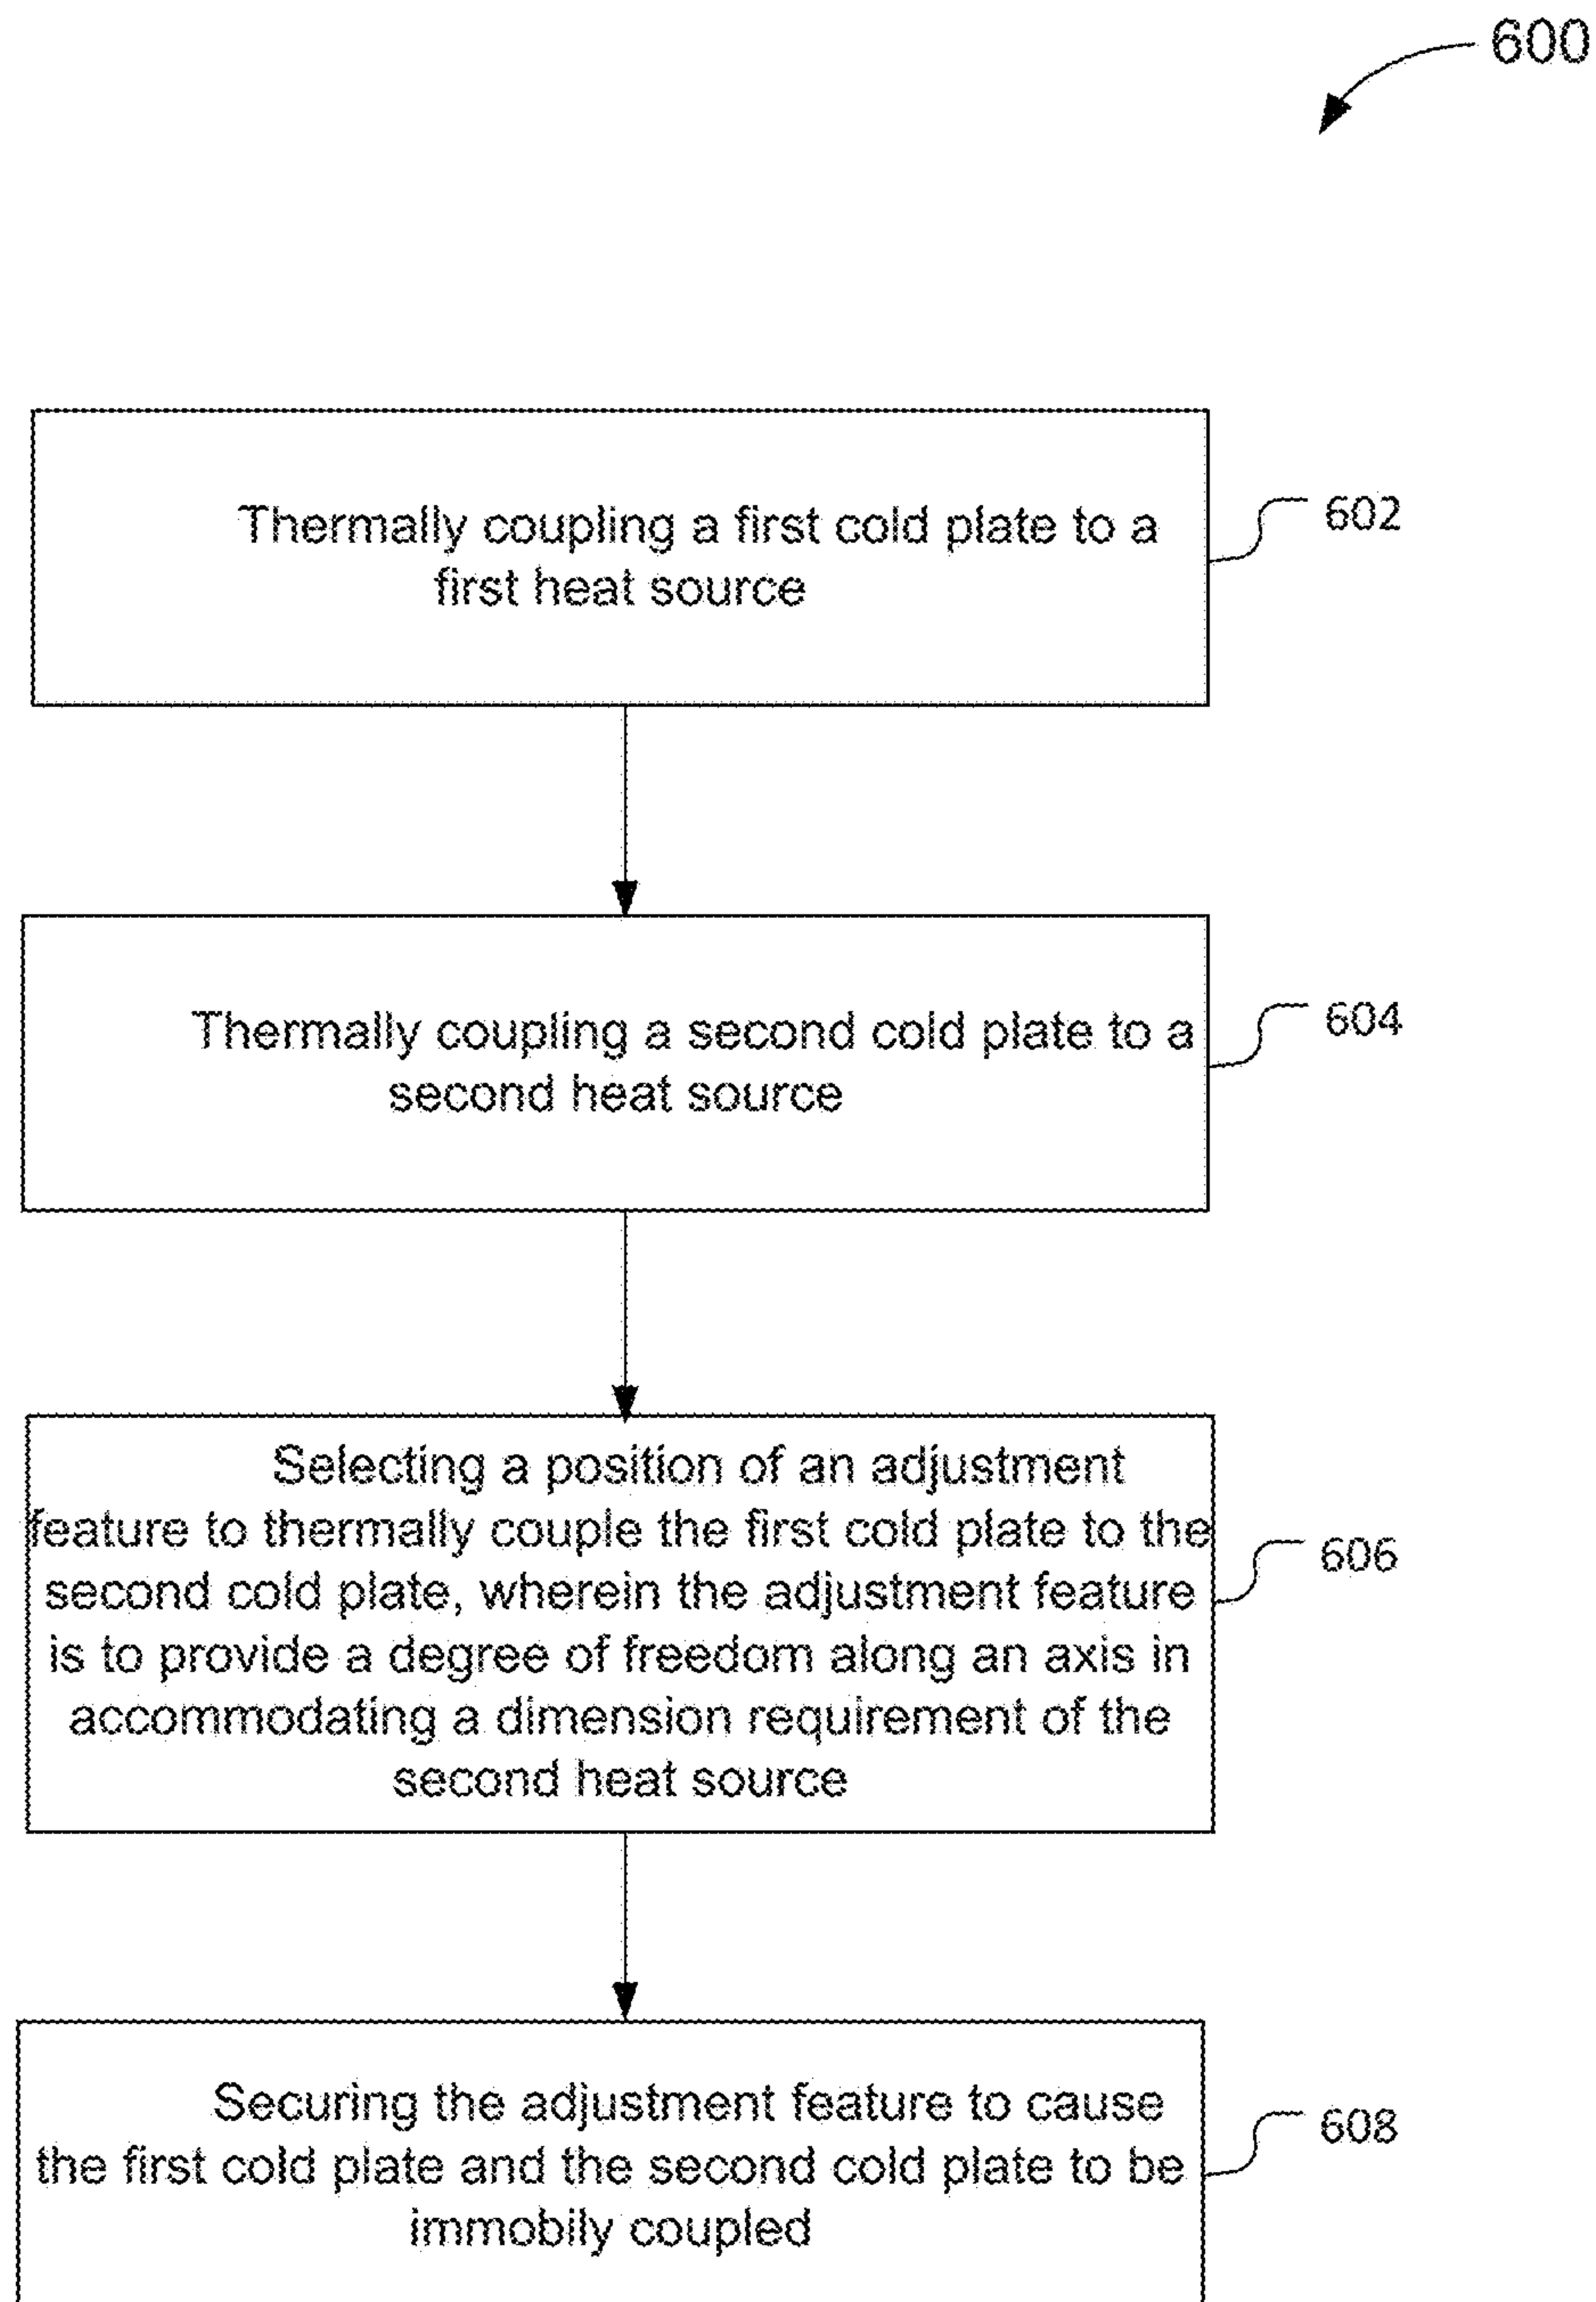 600
Thermally coupling a first cold plate to a
first heat source
602
Thermally coupling a second cold plate to a
second heat source
604
Selecting a position of an adjustment
feature to thermally couple the first cold plate to the
second cold plate, wherein the adjustment feature
is to provide a degree of freedom along an axis in
accommodating a dimension requirement of the
second heat source
606
Securing the adjustment feature to cause
the first cold plate and the second cold plate to be
immobily coupled
608